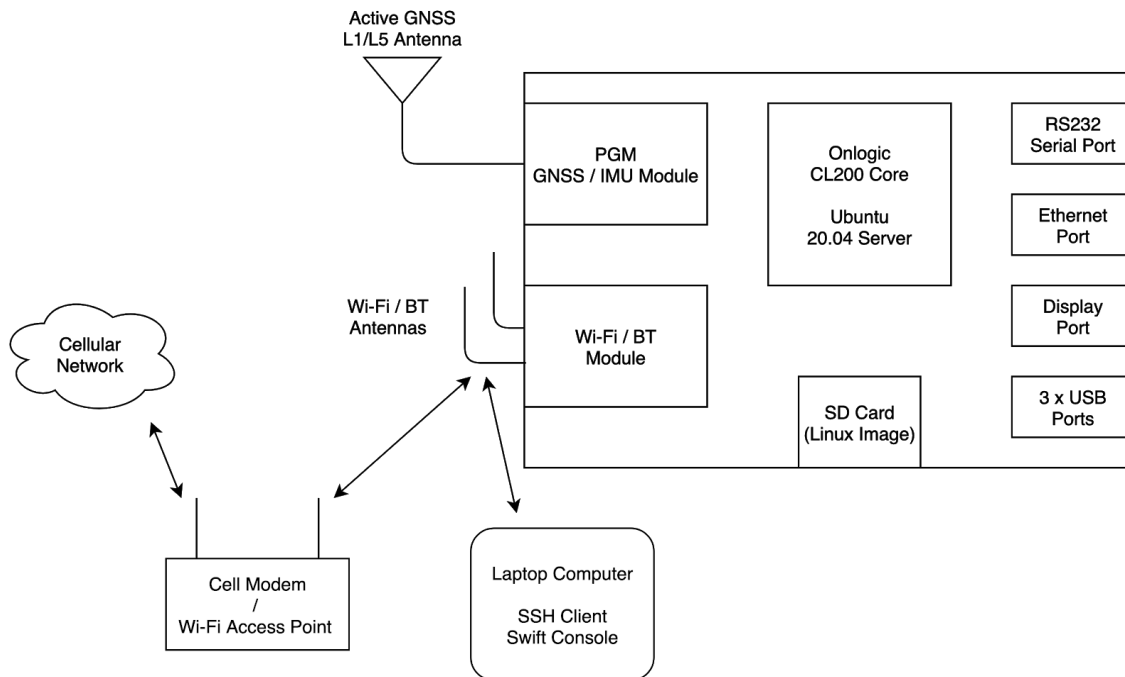 Active GNSS
L1/L5 Antenna
PGM
GNSS / IMU Module
Onlogic
CL200 Core
Ubuntu
20.04 Server
RS232
Serial Port
Ethernet
Port
Display
Port
3 x USB
Ports
Wi-Fi / BT
Antennas
Wi-Fi / BT
Module
SD Card
(Linux Image)
Cellular
Network
Cell Modem
/
Wi-Fi Access Point
Laptop Computer
SSH Client
Swift Console